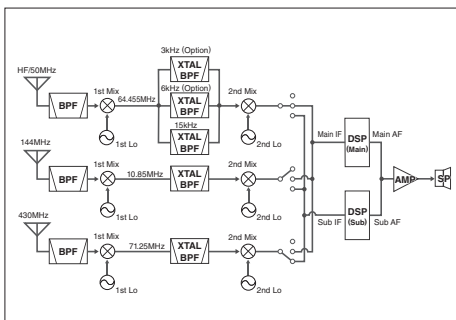 3kHz (Option)
XTAL
BPF
HF/50MHz
1st Mix
6kHz (Option)
2nd Mix
BPF
64.455MHz
XTAL
BPF
15kHz
1st Lo
XTAL
BPF
2nd Lo
Main IF
DSP
(Main)
Main AF
144MHz
1st Mix
2nd Mix
BPF
10.85MHz
XTAL
BPF
AMP
SP
1st Lo
2nd Lo
DSP
(Sub)
Sub IF
Sub AF
430MHz
1st Mix
2nd Mix
BPF
71.25MHz
XTAL
BPF
1st Lo
2nd Lo